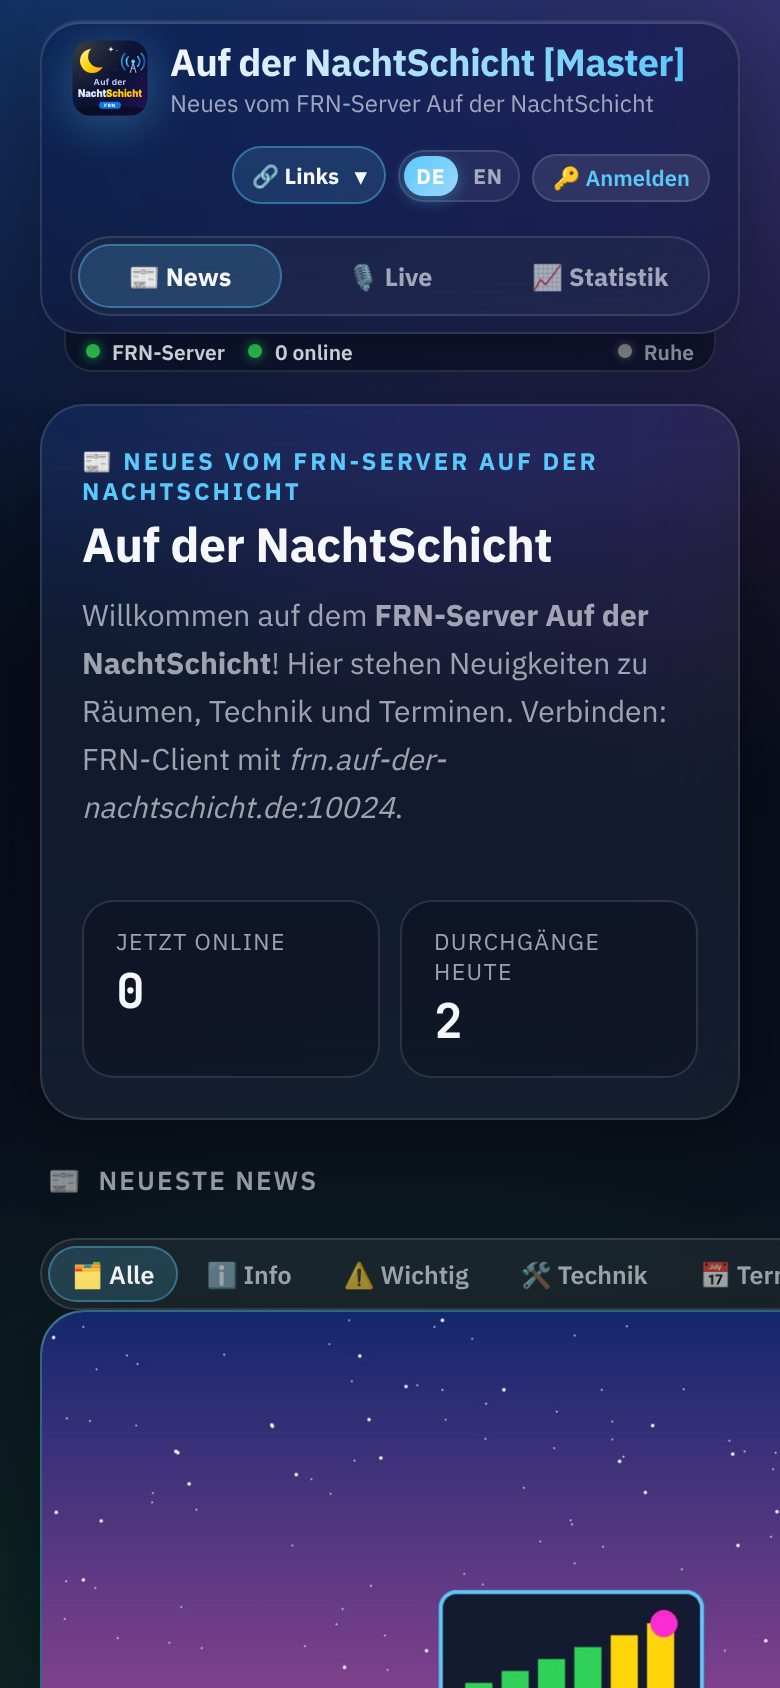 Auf der
NachtSchicht
FRN
Auf der NachtSchicht [Master]
Neues vom FRN-Server Auf der NachtSchicht
🔗 Links ▼
DE EN
🔑 Anmelden
📰 News
🎙️ Live
📈 Statistik
FRN-Server
0 online
Ruhe
📰 NEUES VOM FRN-SERVER AUF DER
NACHTSCHICHT
Auf der NachtSchicht
Willkommen auf dem FRN-Server Auf der
NachtSchicht! Hier stehen Neuigkeiten zu
Räumen, Technik und Terminen. Verbinden:
FRN-Client mit frn.auf-der-
nachtschicht.de:10024.
JETZT ONLINE
0
DURCHGÄNGE
HEUTE
2
📰 NEUESTE NEWS
🗂️ Alle
ℹ️ Info
⚠️ Wichtig
🛠️ Technik
📅 Terr